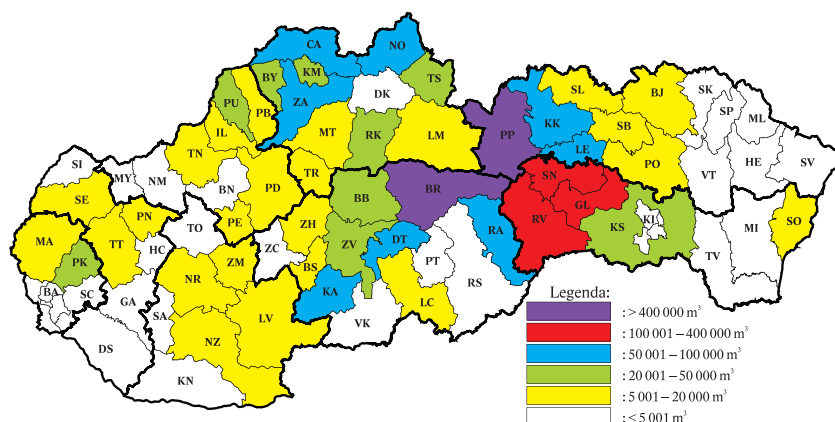 CA
NO
BY
KM
TS
PU
PB
ZA
DK
SL
BJ
SK
SP
ML
IL
MT
RK
LM
PP
KK
SB
TN
LE
PO
VT
HE
SV
SI
MY
NM
BN
PD
TR
SN
SE
BB
BR
GL
PN
TO
PE
ZH
RV
KS
KI
SO
MA
TT
HC
ZC
ZV
DT
RA
TV
MI
PK
NR
ZM
BS
PT
BA
SC
GA
SA
KA
LC
RS
LV
VK
DS
NZ
KN
Legenda:
:> 400 000 m³
: 100 001 – 400 000 m³
: 50 001 – 100 000 m³
: 20 001 – 50 000 m³
: 5 001 – 20 000 m³
: < 5 001 m³